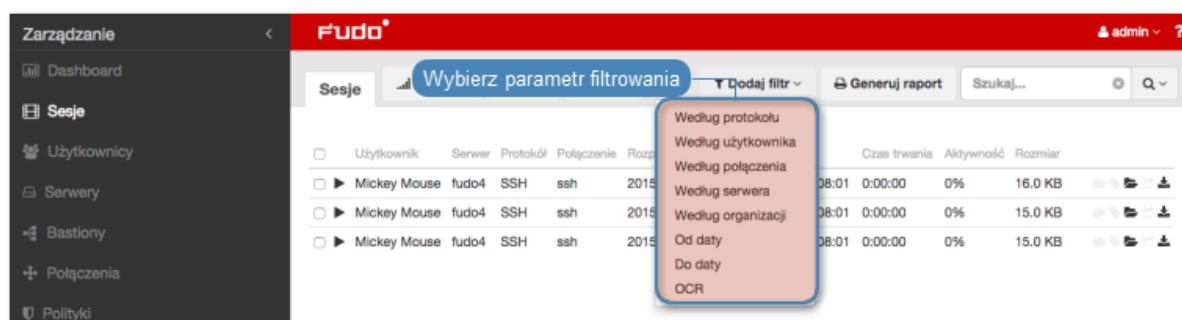 Zarządzanie
Fudo
admin
?
Dashboard
Sesje
Wybierz parametr filtrowania
Dodaj filtr
Generuj raport
Szukaj...
Sesje
Użytkownicy
Serwery
Bastiony
Połączenia
Polityki
Według protokołu
Według użytkownika
Według połączenia
Według serwera
Według organizacji
Od daty
Do daty
OCR
Użytkownik Serwer Protokół Połączenie Czas trwania Aktywność Rozmiar
Mickey Mouse fudo4 SSH ssh 2015 08:01 0:00:00 0% 16.0 KB
Mickey Mouse fudo4 SSH ssh 2015 08:01 0:00:00 0% 15.0 KB
Mickey Mouse fudo4 SSH ssh 2015 08:01 0:00:00 0% 15.0 KB